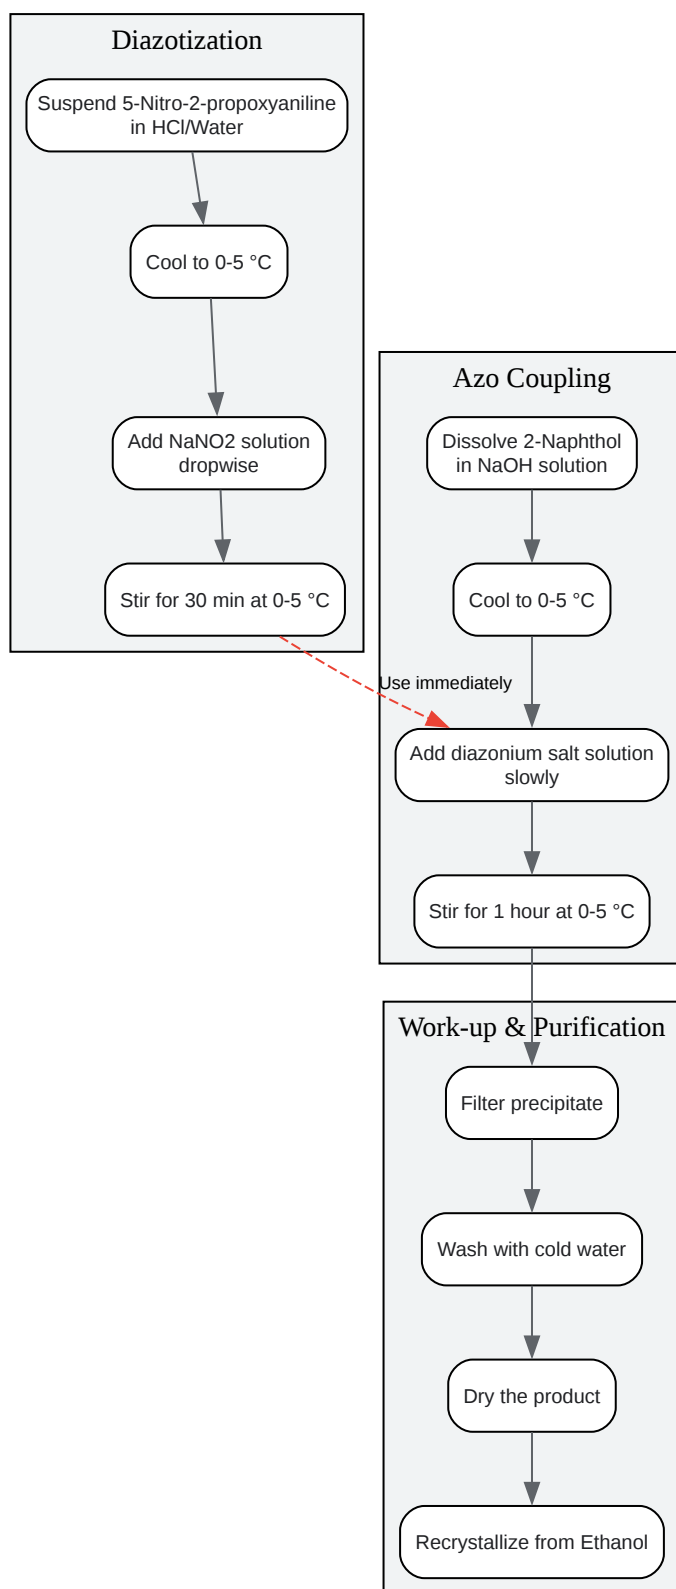 Diazotization
Suspend 5-Nitro-2-propoxyaniline
in HCl/Water
Cool to 0-5 °C
Add NaNO2 solution
dropwise
Stir for 30 min at 0-5 °C
Use immediately
Azo Coupling
Dissolve 2-Naphthol
in NaOH solution
Cool to 0-5 °C
Add diazonium salt solution
slowly
Stir for 1 hour at 0-5 °C
Work-up & Purification
Filter precipitate
Wash with cold water
Dry the product
Recrystallize from Ethanol